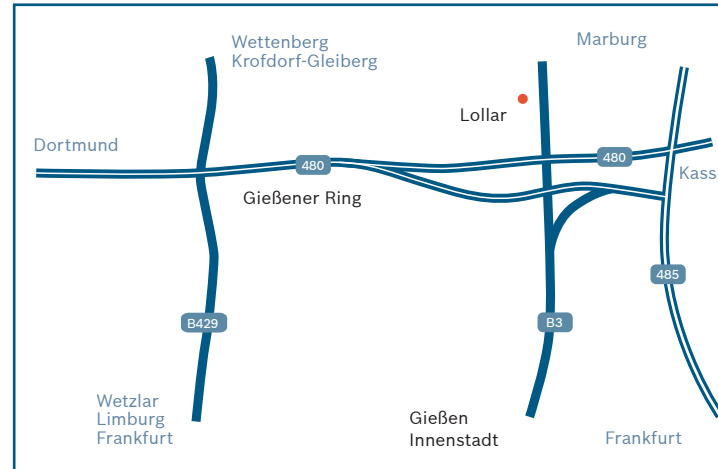 Wettenberg
Krofdorf-Gleiberg
Marburg
Lollar
Dortmund
480
480
Kass
Gießener Ring
485
B429
B3
Wetzlar
Limburg
Frankfurt
Gießen
Innenstadt
Frankfurt